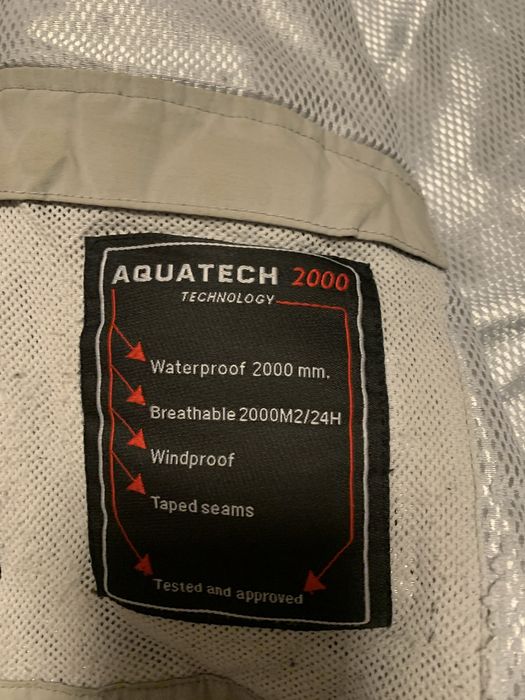 AQUATECH 2000
TECHNOLOGY
Waterproof 2000 mm.
Breathable 2000M2/24H
Windproof
Taped seams
Tested and approved